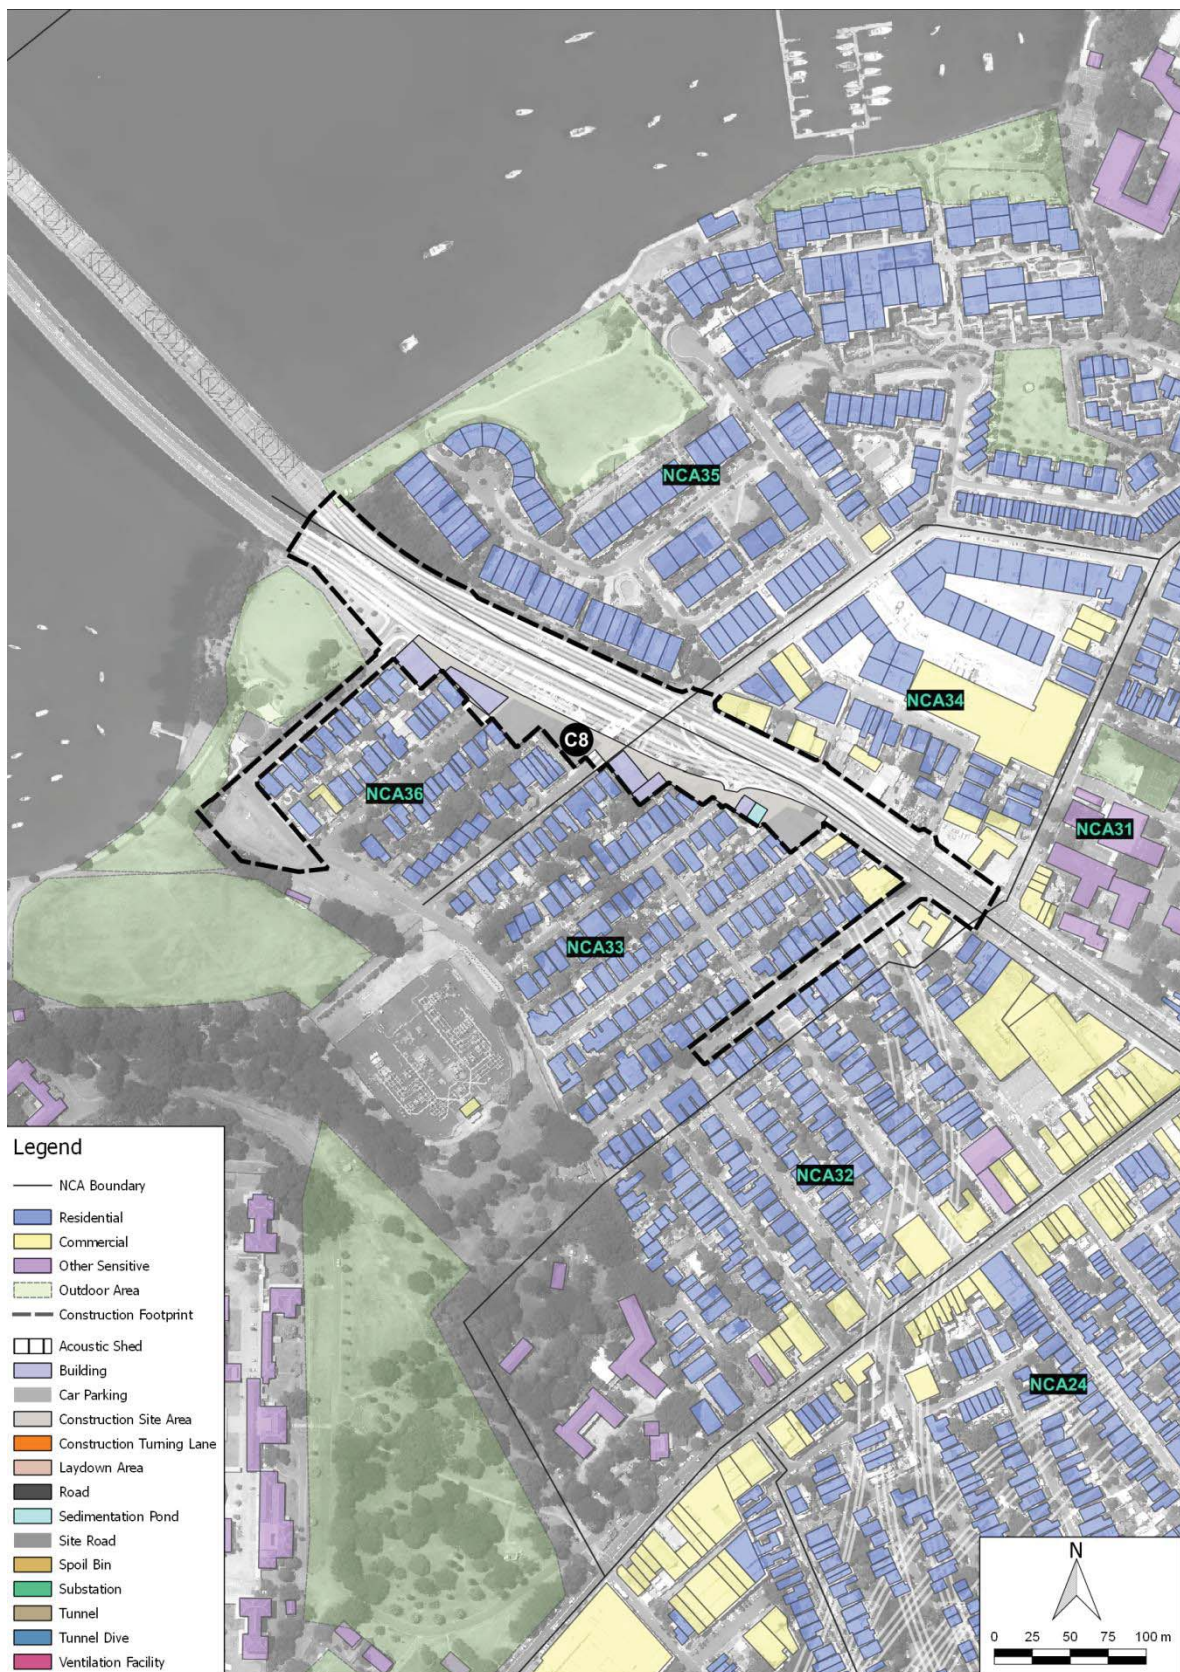 NCA35
NCA34
C8
NCA36
NCA31
NCA33
NCA32
NCA24
Legend
NCA Boundary
Residential
Commercial
Other Sensitive
Outdoor Area
Construction Footprint
Acoustic Shed
Building
Car Parking
Construction Site Area
Construction Turning Lane
Laydown Area
Road
Sedimentation Pond
Site Road
Spoil Bin
Substation
Tunnel
Tunnel Dive
Ventilation Facility
N
0 25 50 75 100 m